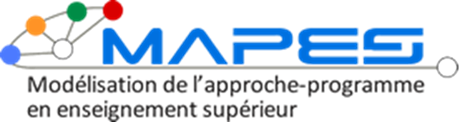 MAPES
Modélisation de l'approche-programme
en enseignement supérieur